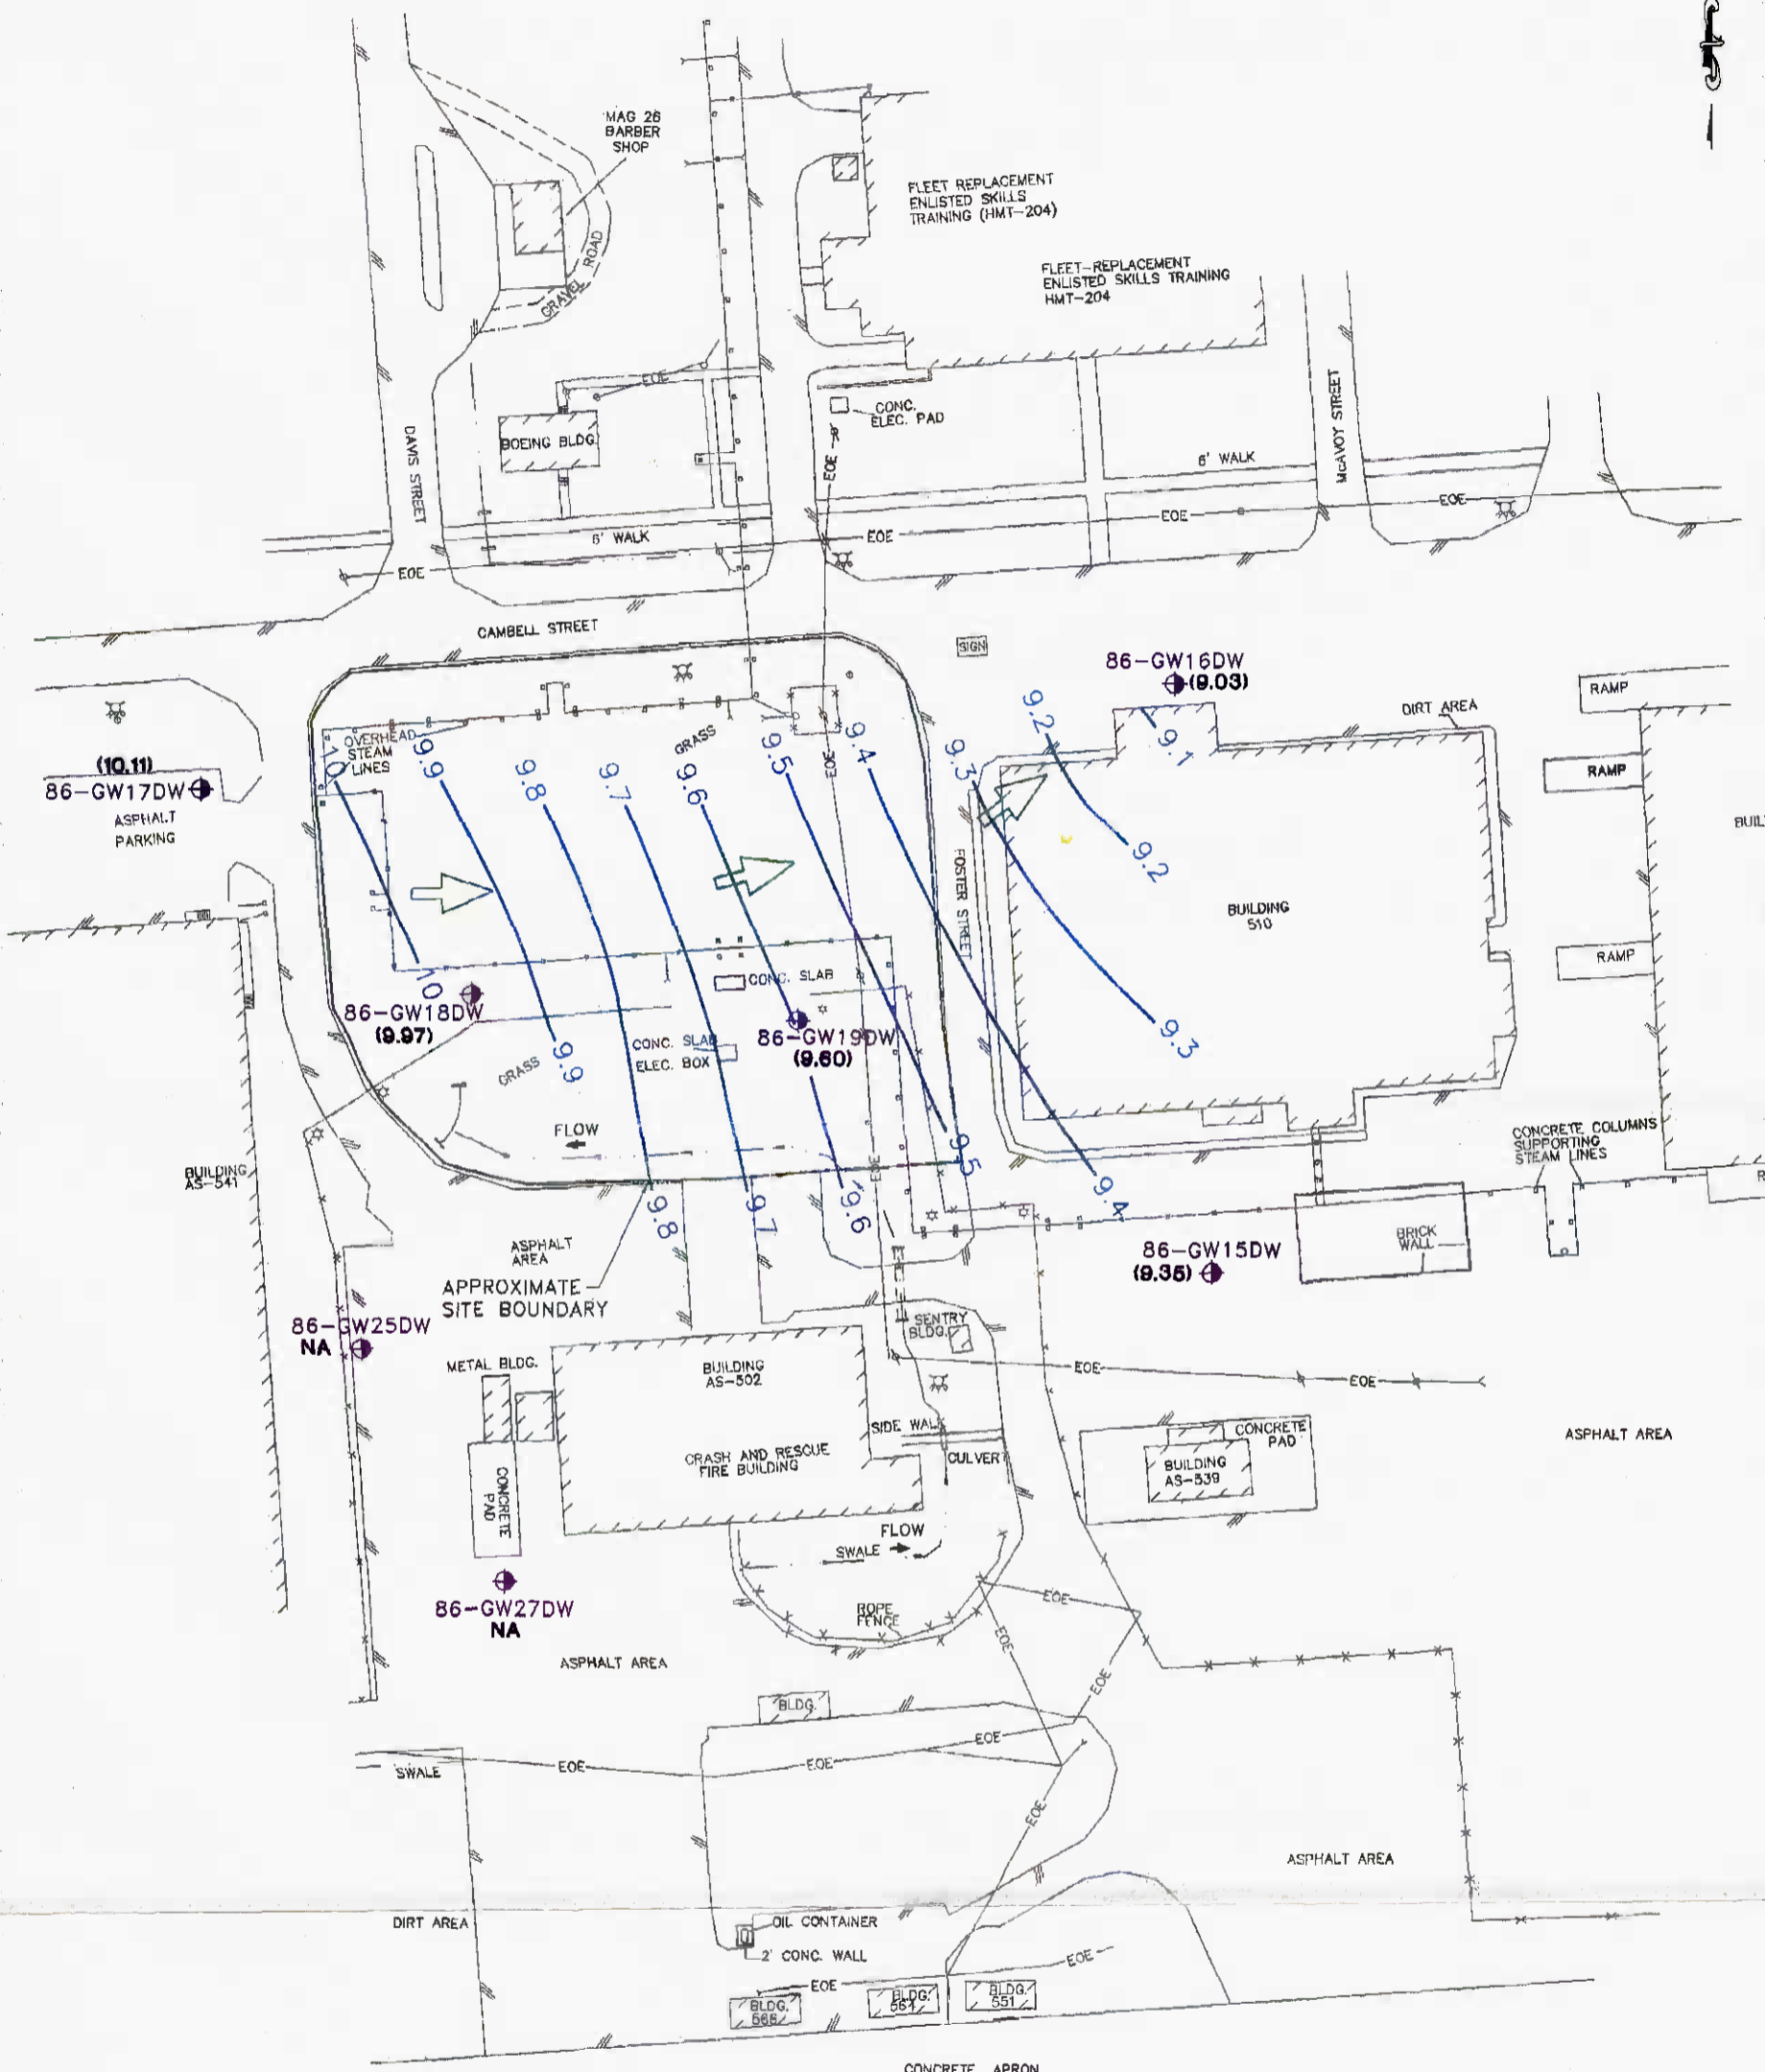 MAG 26
BARBER
SHOP
GRAVEL ROAD
FLEET REPLACEMENT
ENLISTED SKILLS
TRAINING (HMT-204)
FLEET-REPLACEMENT
ENLISTED SKILLS TRAINING
HMT-204
EOE
CONC.
ELEC. PAD
BOEING BLDG.
DAVIS STREET
EOE
McAVOY STREET
6' WALK
EOE
EOE
6' WALK
EOE
EOE
CAMBELL STREET
SIGN
86-GW16DW
(9.03)
RAMP
DIRT AREA
OVERHEAD
STEAM
LINES
GRASS
10
9.9
9.8
9.7
9.6
9.5
9.4
9.3
9.2
9.1
EOE
(10.11)
86-GW17DW
ASPHALT
PARKING
RAMP
9.2
FOSTER STREET
BUILDING
510
RAMP
CONC. SLAB
10
86-GW18DW
(9.97)
CONC. SLAB
ELEC. BOX
86-GW19DW
(9.60)
9.3
GRASS
9.9
FLOW
CONCRETE COLUMNS
SUPPORTING
STEAM LINES
BUILDING
AS-541
EOE
9.5
9.8
9.7
9.6
9.4
ASPHALT
AREA
APPROXIMATE
SITE BOUNDARY
86-GW15DW
(9.35)
BRICK
WALL
86-GW25DW
NA
SENTRY
BLDG.
METAL BLDG.
BUILDING
AS-502
EOE
EOE
SIDE WALK
CONCRETE
PAD
ASPHALT AREA
CRASH AND RESCUE
FIRE BUILDING
CULVERT
BUILDING
AS-539
CONCRETE
PAD
FLOW
SWALE
86-GW27DW
NA
ROPE
FENCE
EOE
EOE
ASPHALT AREA
EOE
BLDG.
EOE
SWALE
EOE
EOE
EOE
ASPHALT AREA
DIRT AREA
OIL CONTAINER
2' CONC. WALL
EOE
EOE
BLDG.
BLDG.
BLDG.
551
CONCRETE APRON